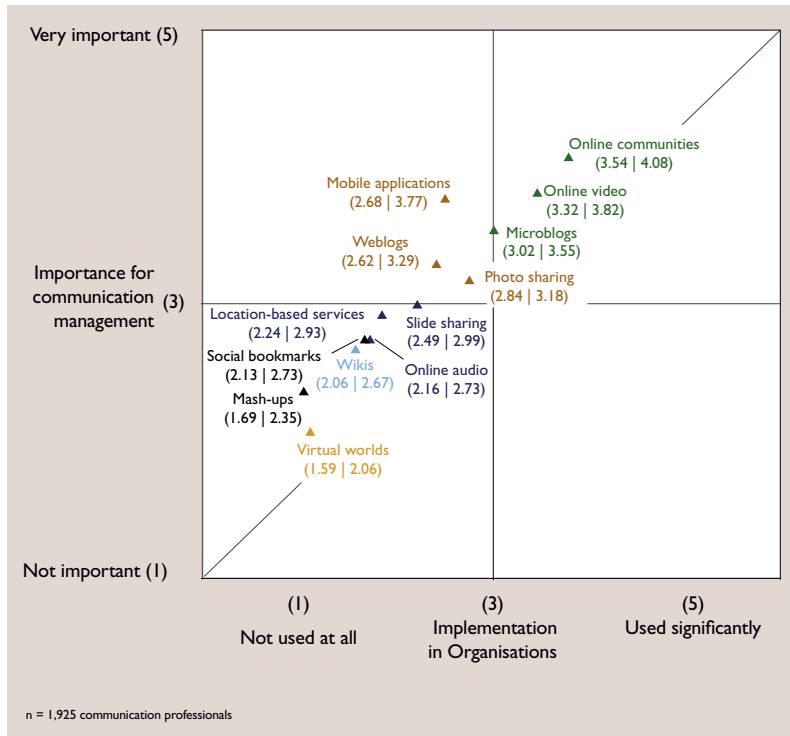 Very important (5)
Online communities
(3.54 | 4.08)
Mobile applications
(2.68 | 3.77)
Online video
(3.32 | 3.82)
Weblogs
(2.62 | 3.29)
Microblogs
(3.02 | 3.55)
Photo sharing
(2.84 | 3.18)
Importance for
communication (3)
management
Location-based services
(2.24 | 2.93)
Slide sharing
(2.49 | 2.99)
Social bookmarks
(2.13 | 2.73)
Wikis
(2.06 | 2.67)
Online audio
(2.16 | 2.73)
Mash-ups
(1.69 | 2.35)
Virtual worlds
(1.59 | 2.06)
Not important (1)
(1)
Not used at all
(3)
Implementation
in Organisations
(5)
Used significantly
n = 1,925 communication professionals